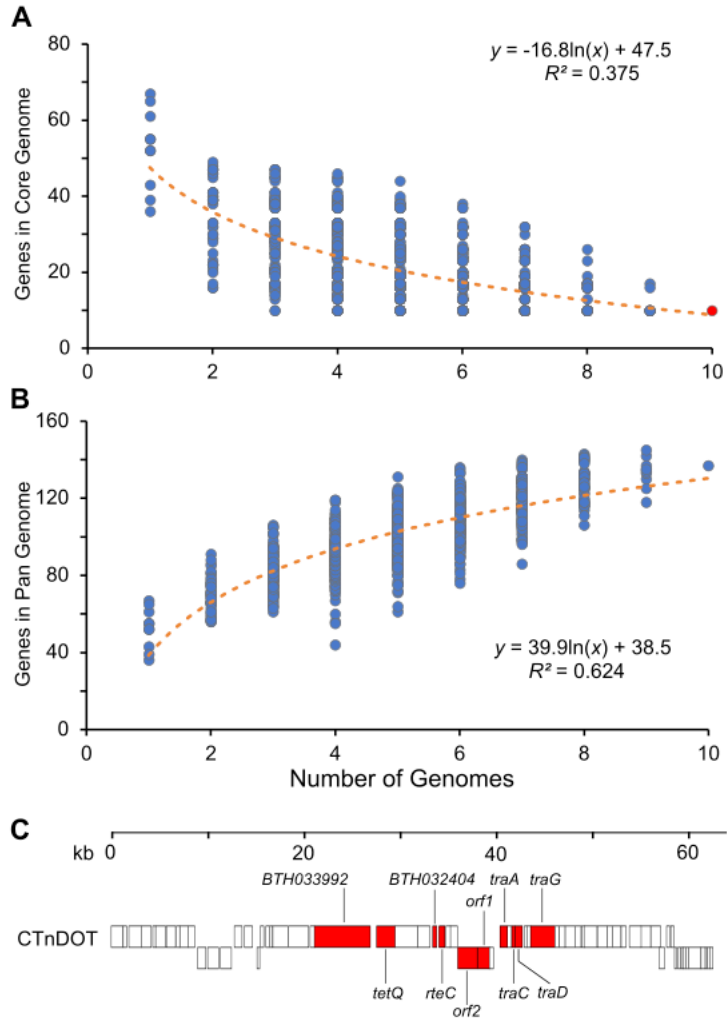 A
80
60
40
20
0
Genes in Core Genome
y = -16.8ln(x) + 47.5
R² = 0.375
0 2 4 6 8 10
B
160
120
80
40
0
Genes in Pan Genome
y = 39.9ln(x) + 38.5
R² = 0.624
0 2 4 6 8 10
Number of Genomes
C
0 20 40 60
kb
BTH033992 BTH032404 traA traG
orf1
CTnDOT
tetQ rteC traC traD
orf2